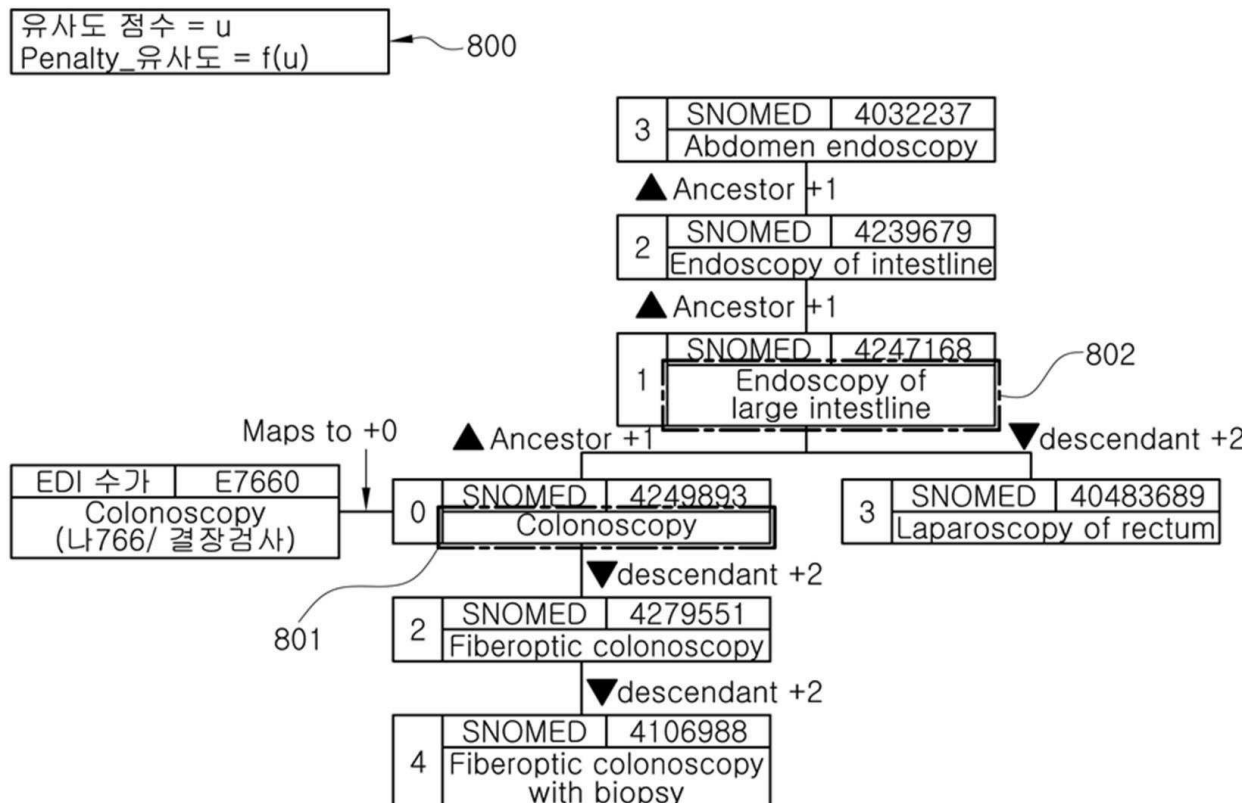 유사도 점수 = u
Penalty_유사도 = f(u)
800
3 SNOMED 4032237
Abdomen endoscopy
▲ Ancestor +1
2 SNOMED 4239679
Endoscopy of intestline
▲ Ancestor +1
1 SNOMED 4247168
Endoscopy of
large intestline
802
Maps to +0
▲ Ancestor +1
▼descendant +2
EDI 수가 E7660
Colonoscopy
(나766/ 결장검사)
0 SNOMED 4249893
Colonoscopy
3 SNOMED 40483689
Laparoscopy of rectum
801
▼descendant +2
2 SNOMED 4279551
Fiberoptic colonoscopy
▼descendant +2
4 SNOMED 4106988
Fiberoptic colonoscopy
with biopsy